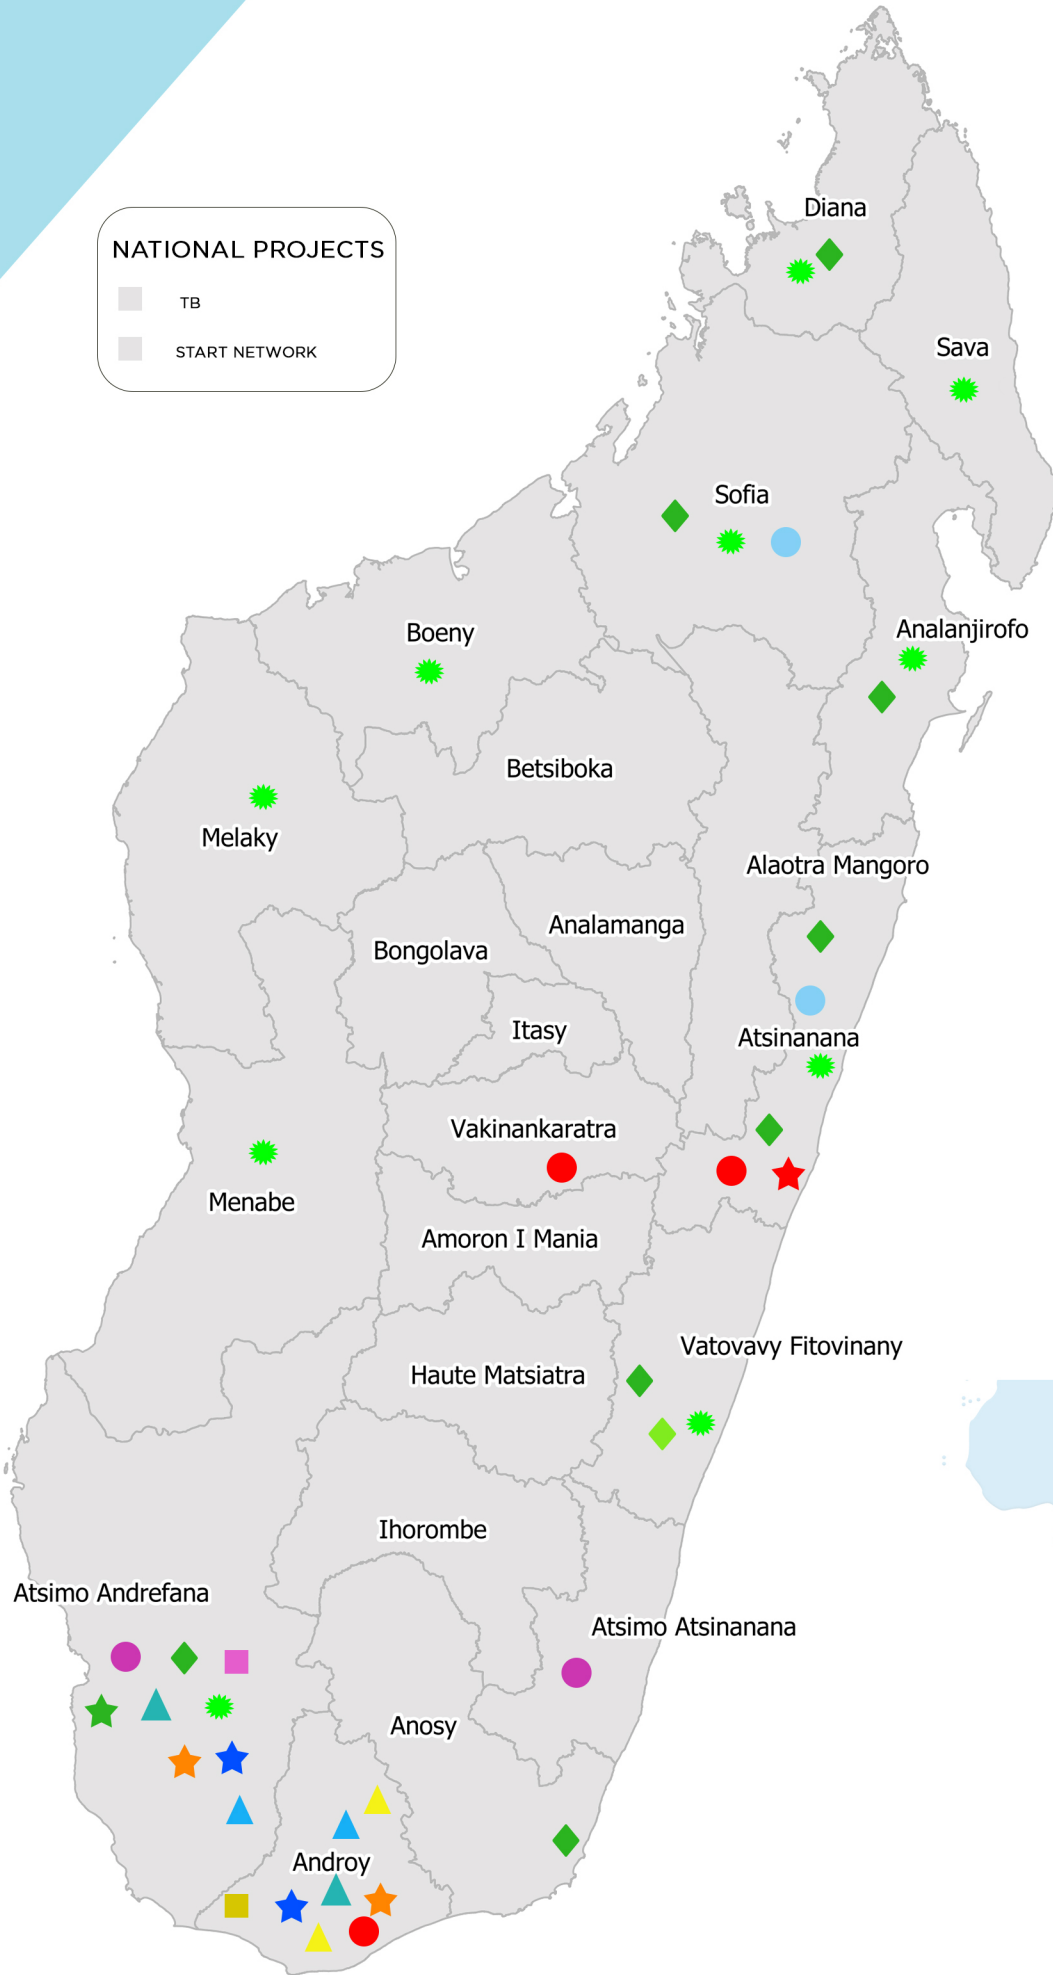 NATIONAL PROJECTS
TB
START NETWORK
Diana
Sava
Sofia
Analanjirofo
Boeny
Betsiboka
Melaky
Alaotra Mangoro
Analamanga
Bongolava
Itasy
Atsinanana
Vakinankaratra
Menabe
Amoron I Mania
Vatovavy Fitovinany
Haute Matsiatra
Ihorombe
Atsimo Andrefana
Atsimo Atsinanana
Anosy
Androy